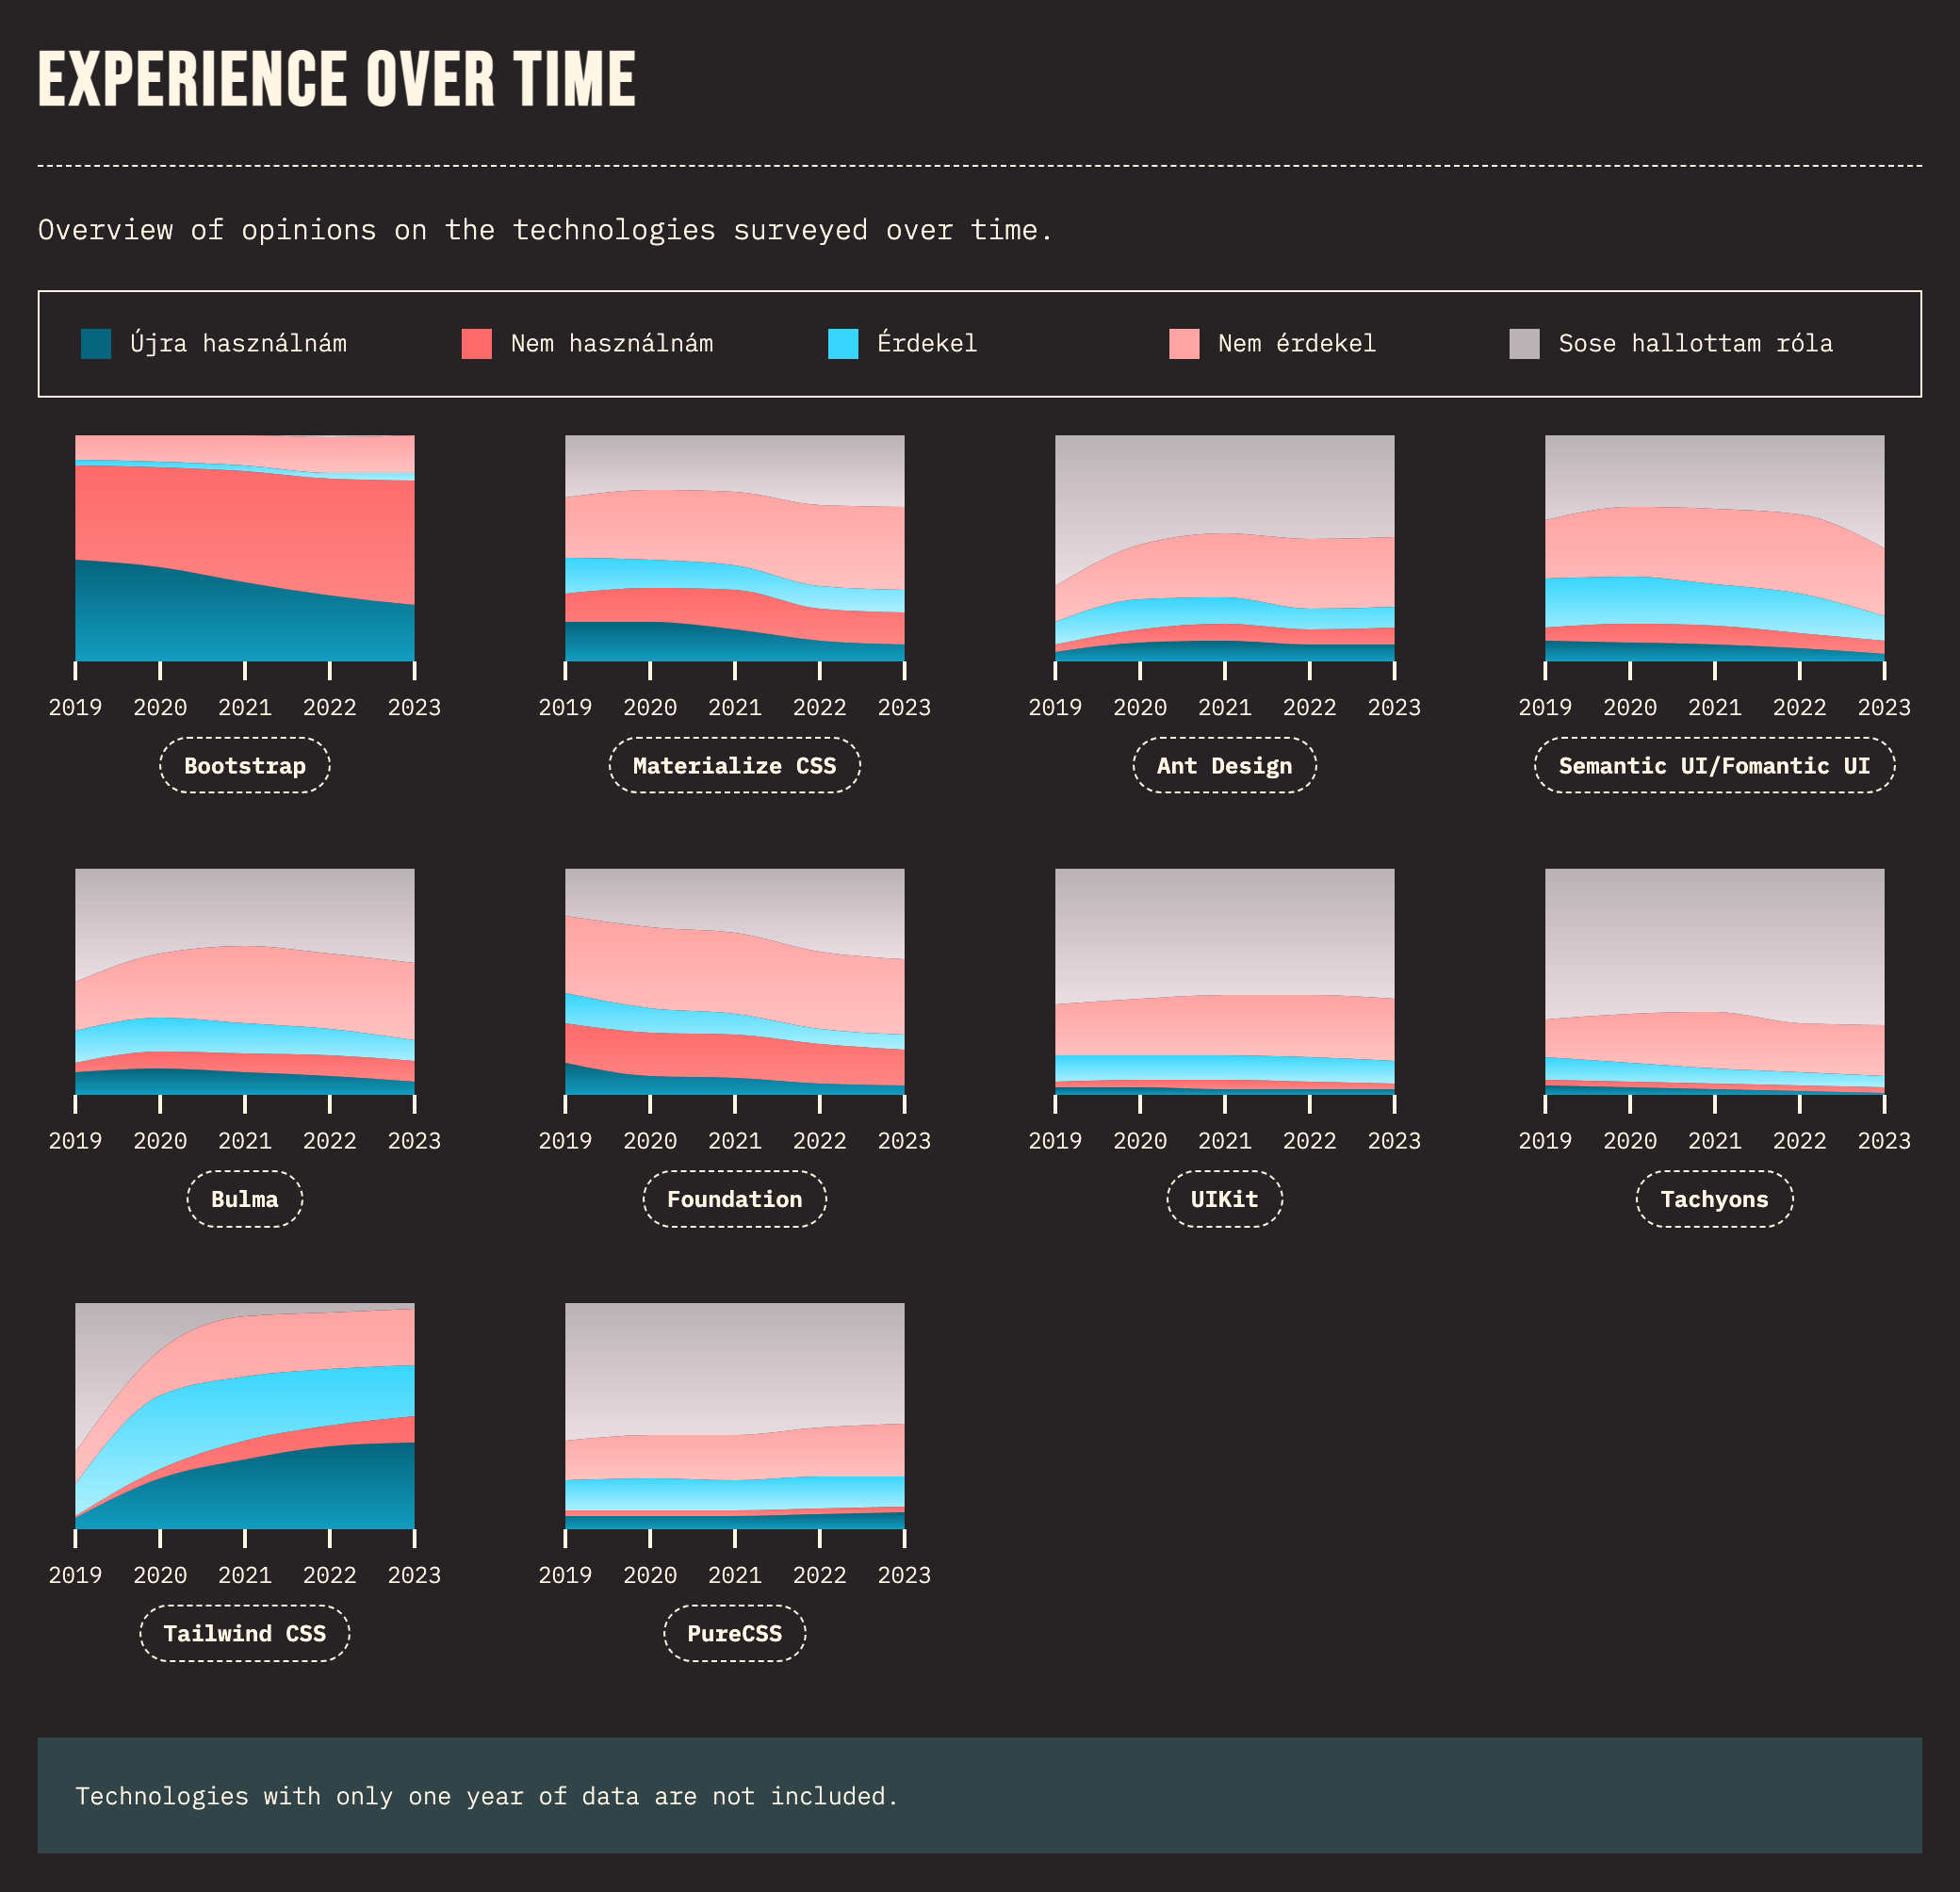 EXPERIENCE OVER TIME
Overview of opinions on the technologies surveyed over time.
Újra használnám Nem használnám Érdekel Nem érdekel Sose hallottam róla
2019 2020 2021 2022 2023
Bootstrap
2019 2020 2021 2022 2023
Materialize CSS
2019 2020 2021 2022 2023
Ant Design
2019 2020 2021 2022 2023
Semantic UI/Fomantic UI
2019 2020 2021 2022 2023
Bulma
2019 2020 2021 2022 2023
Foundation
2019 2020 2021 2022 2023
UIKit
2019 2020 2021 2022 2023
Tachyons
2019 2020 2021 2022 2023
Tailwind CSS
2019 2020 2021 2022 2023
PureCSS
Technologies with only one year of data are not included.